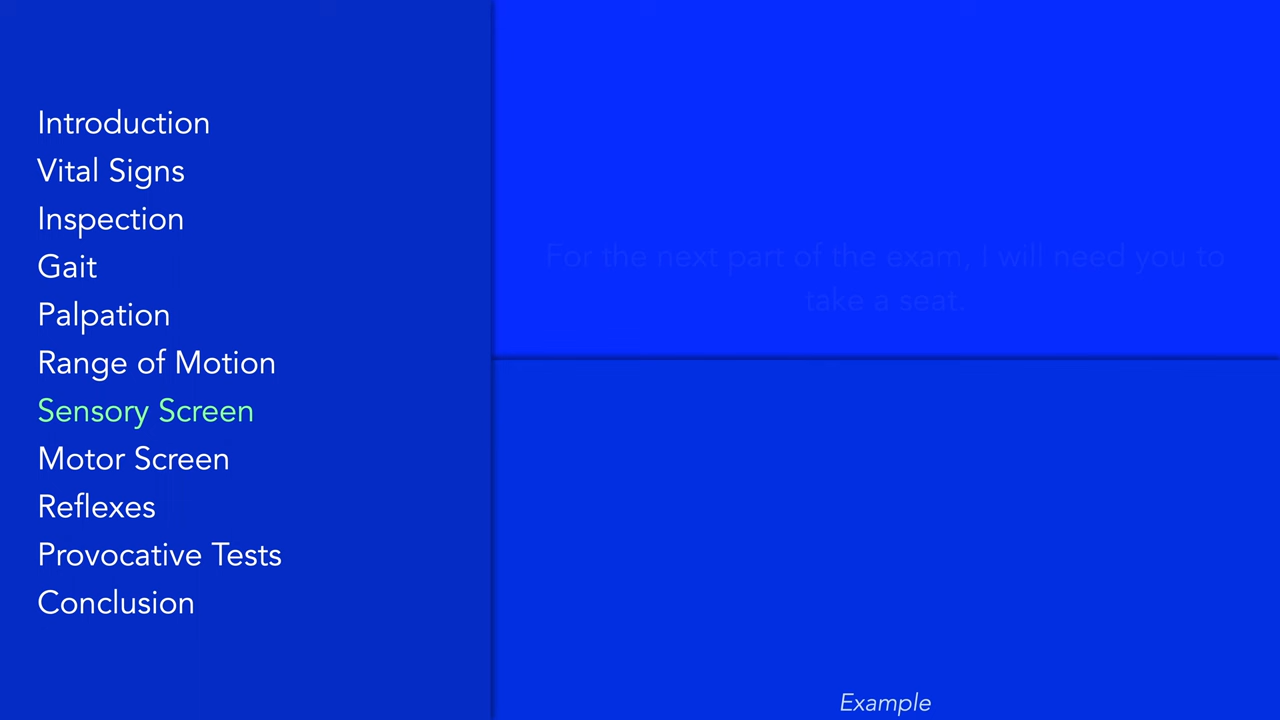 Introduction
Vital Signs
Inspection
Gait
Palpation
Range of Motion
Sensory Screen
Motor Screen
Reflexes
Provocative Tests
Conclusion
For the next part of the exam, I will need you to
take a seat.
Example